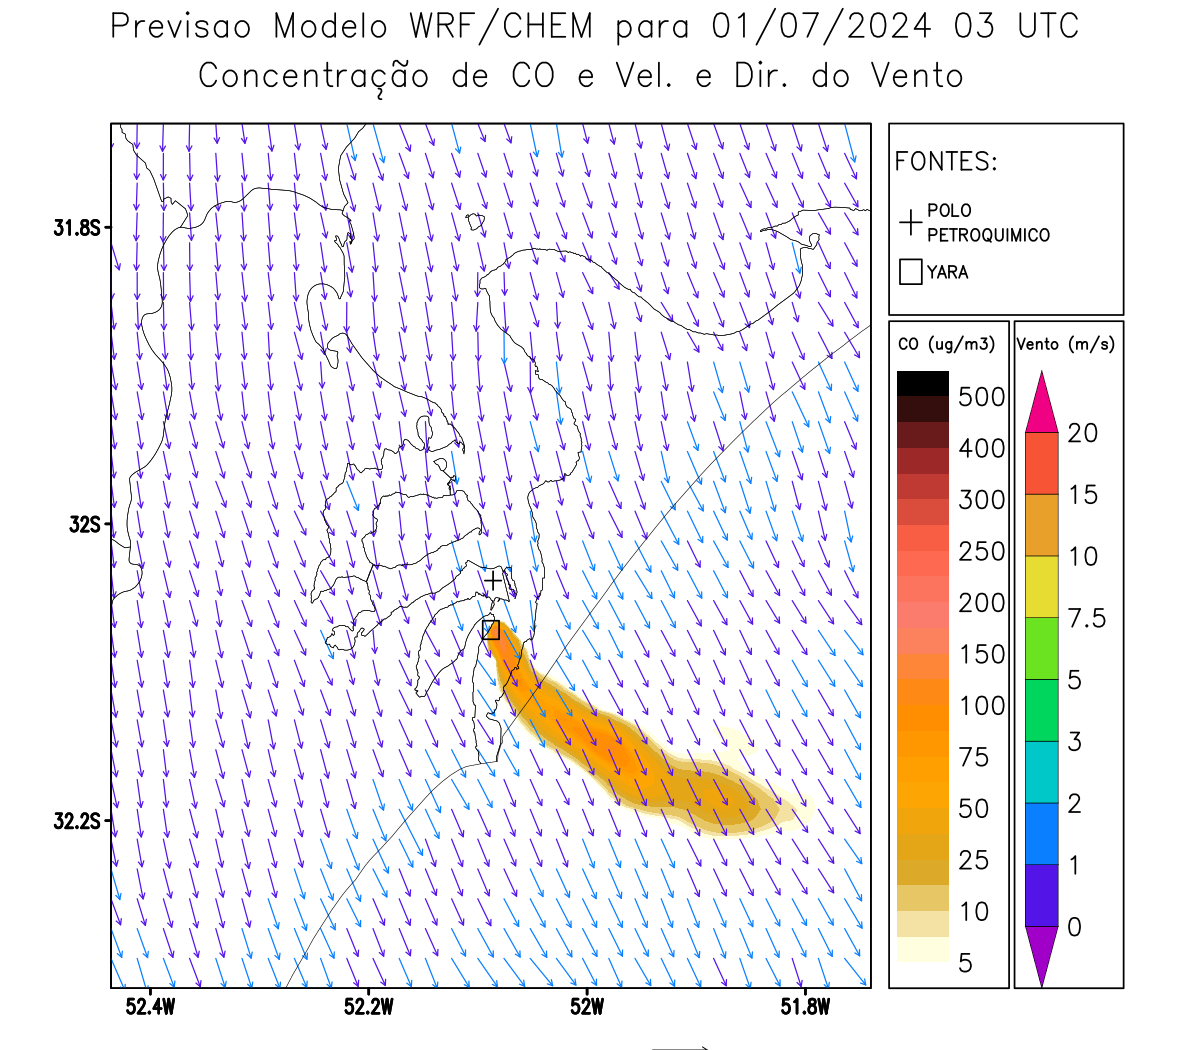 Previsao Modelo WRF/CHEM para 01/07/2024 03 UTC
Concentração de CO e Vel. e Dir. do Vento
FONTES:
POLO
PETROQUIMICO
YARA
CO (ug/m3)
500
400
300
250
200
150
100
75
50
25
10
5
Vento (m/s)
20
15
10
7.5
5
3
2
1
0
31.8S
32S
32.2S
52.4W
52.2W
52W
51.8W